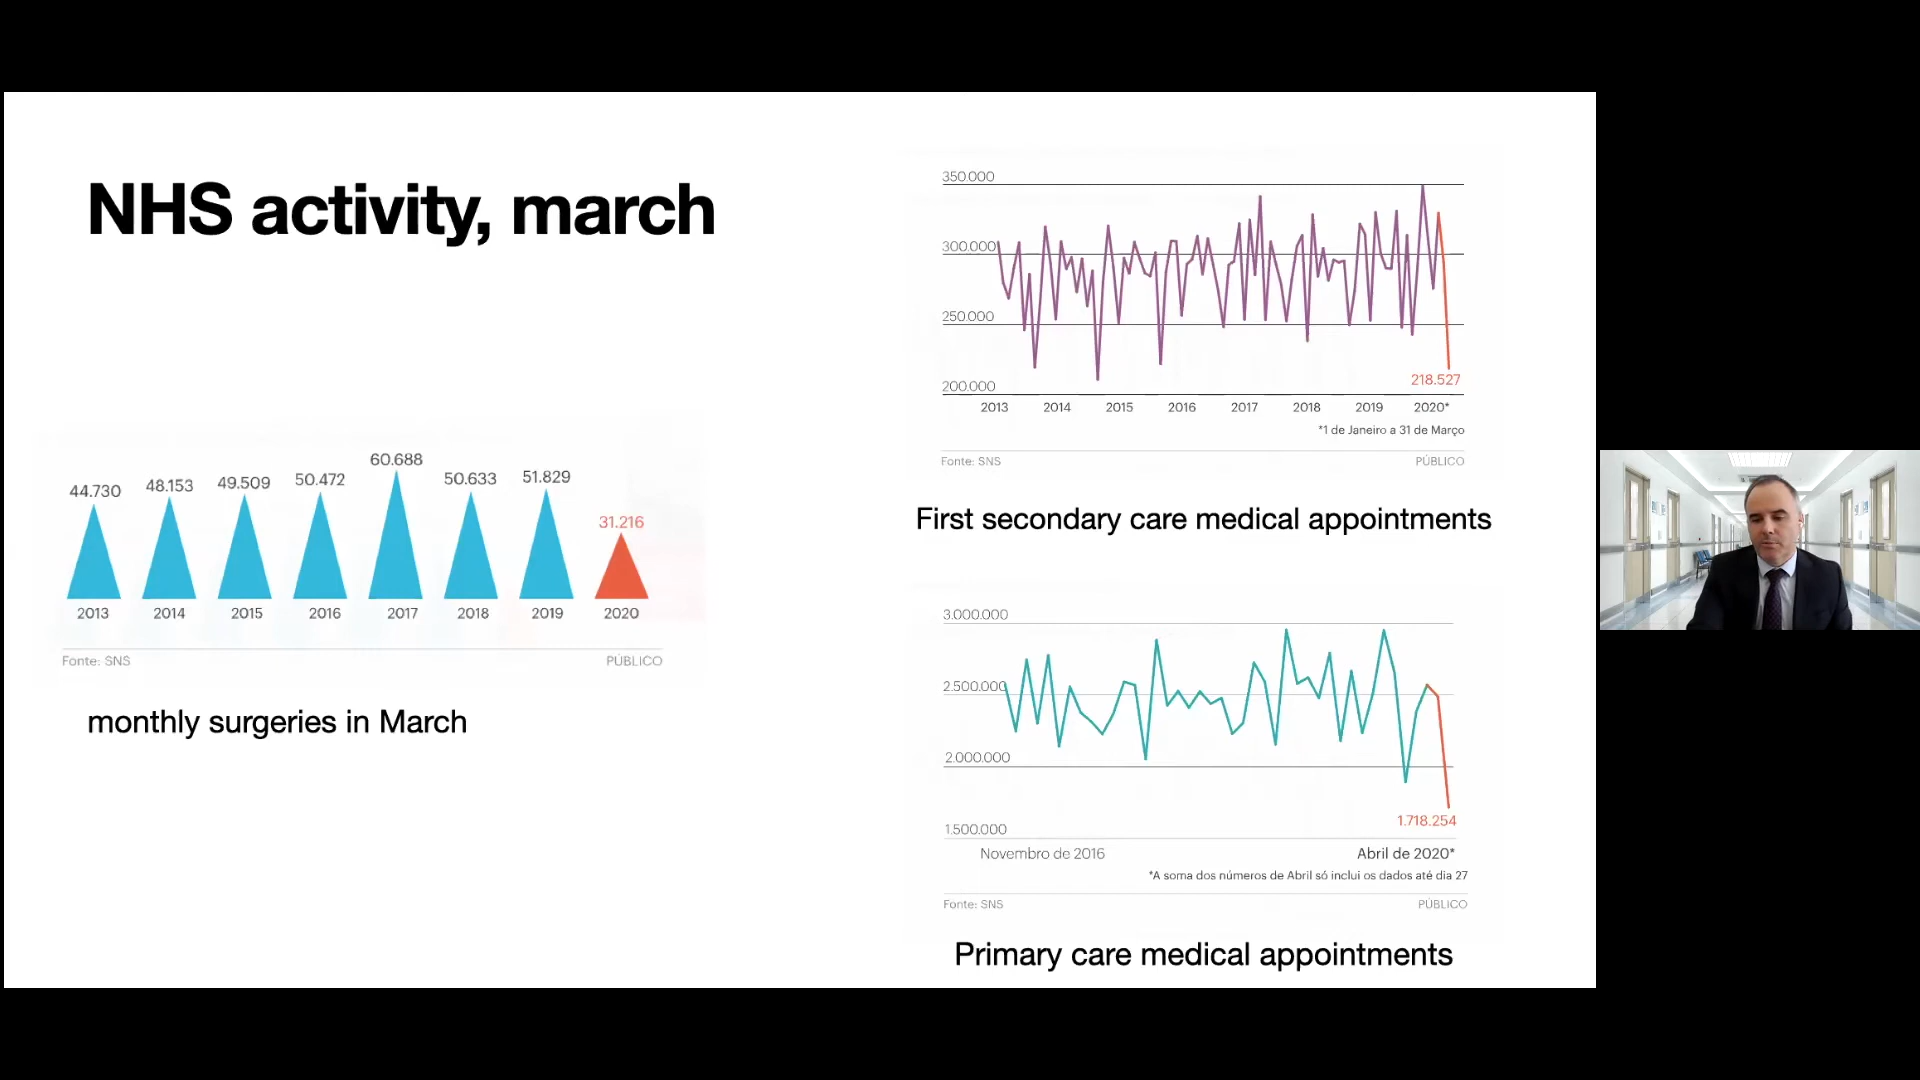 NHS activity, march
44.730
48.153
49.509
50.472
60.688
50.633
51.829
31.216
2013 2014 2015 2016 2017 2018 2019 2020
Fonte: SNS PÚBLICO
monthly surgeries in March
350.000
300.000
250.000
200.000
218.527
2013 2014 2015 2016 2017 2018 2019 2020*
*1 de Janeiro a 31 de Março
Fonte: SNS PÚBLICO
First secondary care medical appointments
3.000.000
2.500.000
2.000.000
1.500.000
1.718.254
Novembro de 2016 Abril de 2020*
*A soma dos números de Abril só inclui os dados até dia 27
Fonte: SNS PÚBLICO
Primary care medical appointments